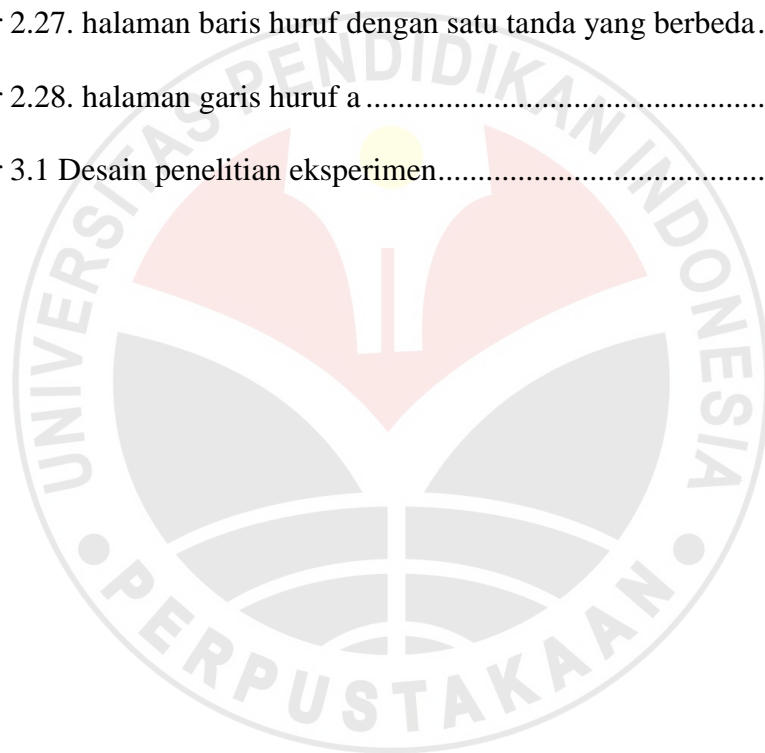 r 2.27. halaman baris huruf dengan satu tanda yang berbeda.
r 2.28. halaman garis huruf a ..................................................
r 3.1 Desain penelitian eksperimen.........................................
UNIVERSITAS PENDIDIKAN INDONESIA
PERPUSTAKAAN